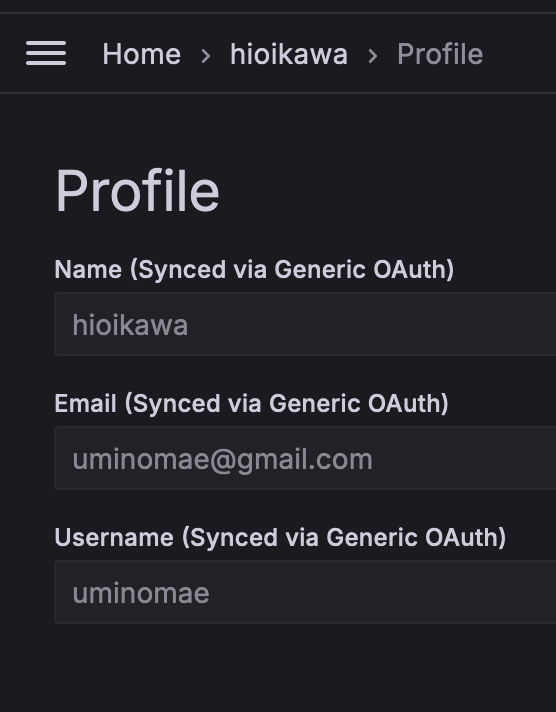 Home › hioikawa › Profile
Profile
Name (Synced via Generic OAuth)
hioikawa
Email (Synced via Generic OAuth)
uminomae@gmail.com
Username (Synced via Generic OAuth)
uminomae